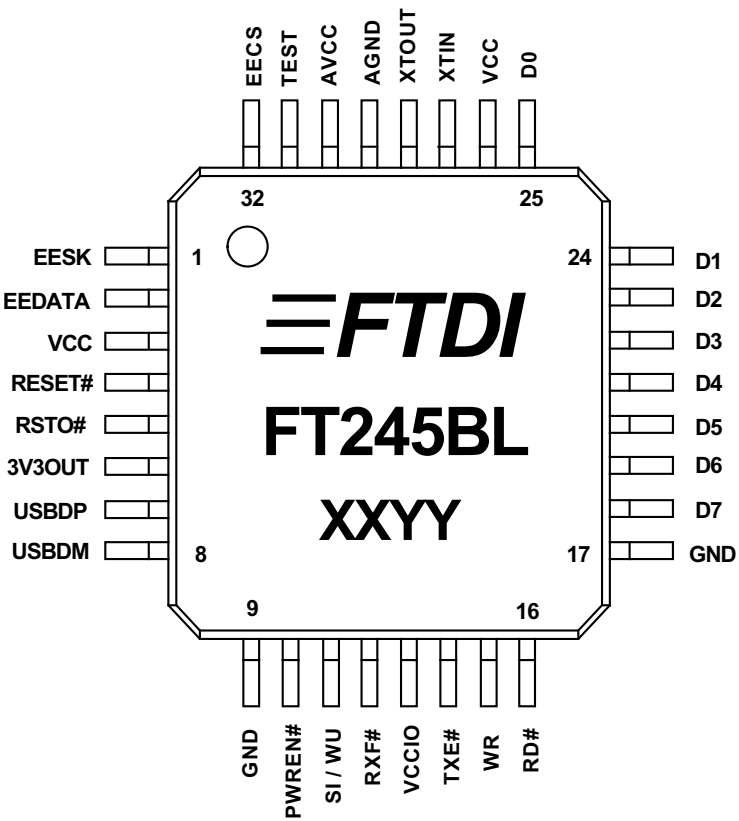 EECS
TEST
AVCC
AGND
XTOUT
XTIN
VCC
D0
32
25
EESK
1
24
D1
EEDATA
D2
VCC
D3
RESET#
D4
RSTO#
D5
3V3OUT
D6
USBDP
D7
USBDM
8
17
GND
FTDI
FT245BL
XXYY
9
16
GND
PWREN#
SI / WU
RXF#
VCCIO
TXE#
WR
RD#